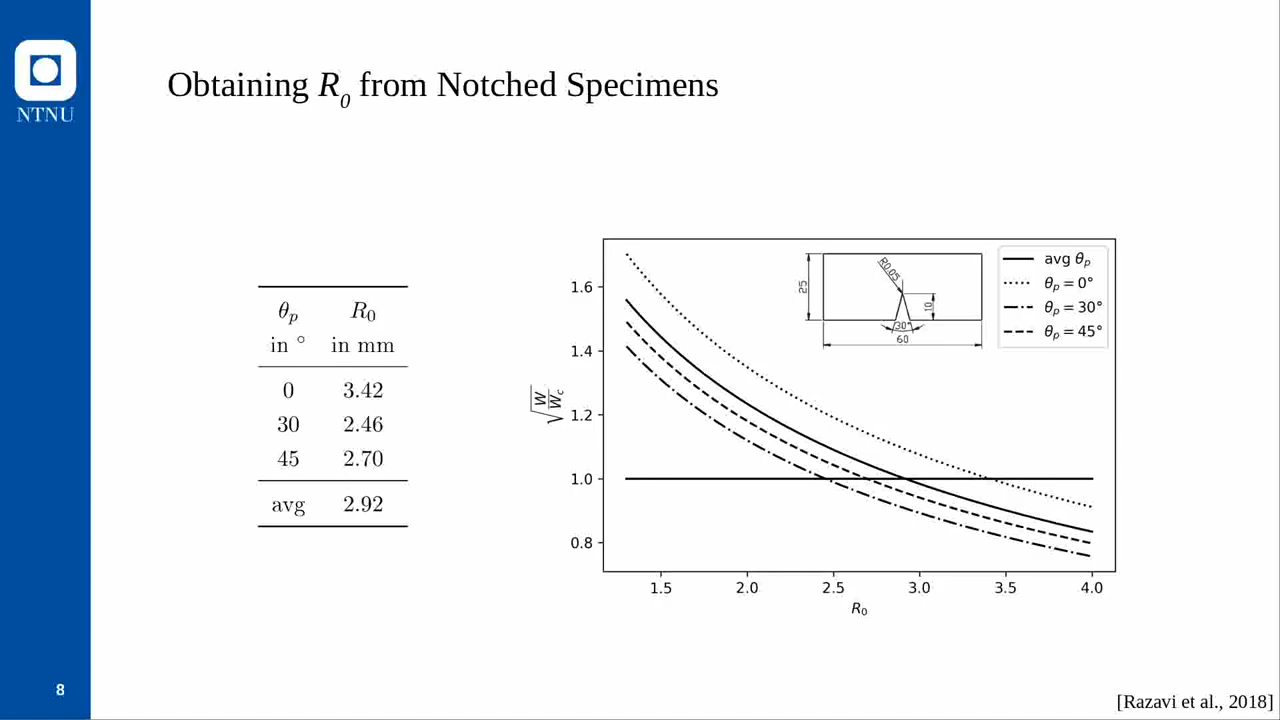 NTNU
Obtaining R0 from Notched Specimens
θp R0
in ° in mm
0 3.42
30 2.46
45 2.70
avg 2.92
√W/Wc
1.6
1.4
1.2
1.0
0.8
1.5 2.0 2.5 3.0 3.5 4.0
R0
R0.05
25
10
30°
60
avg θp
θp = 0°
θp = 30°
θp = 45°
8
[Razavi et al., 2018]